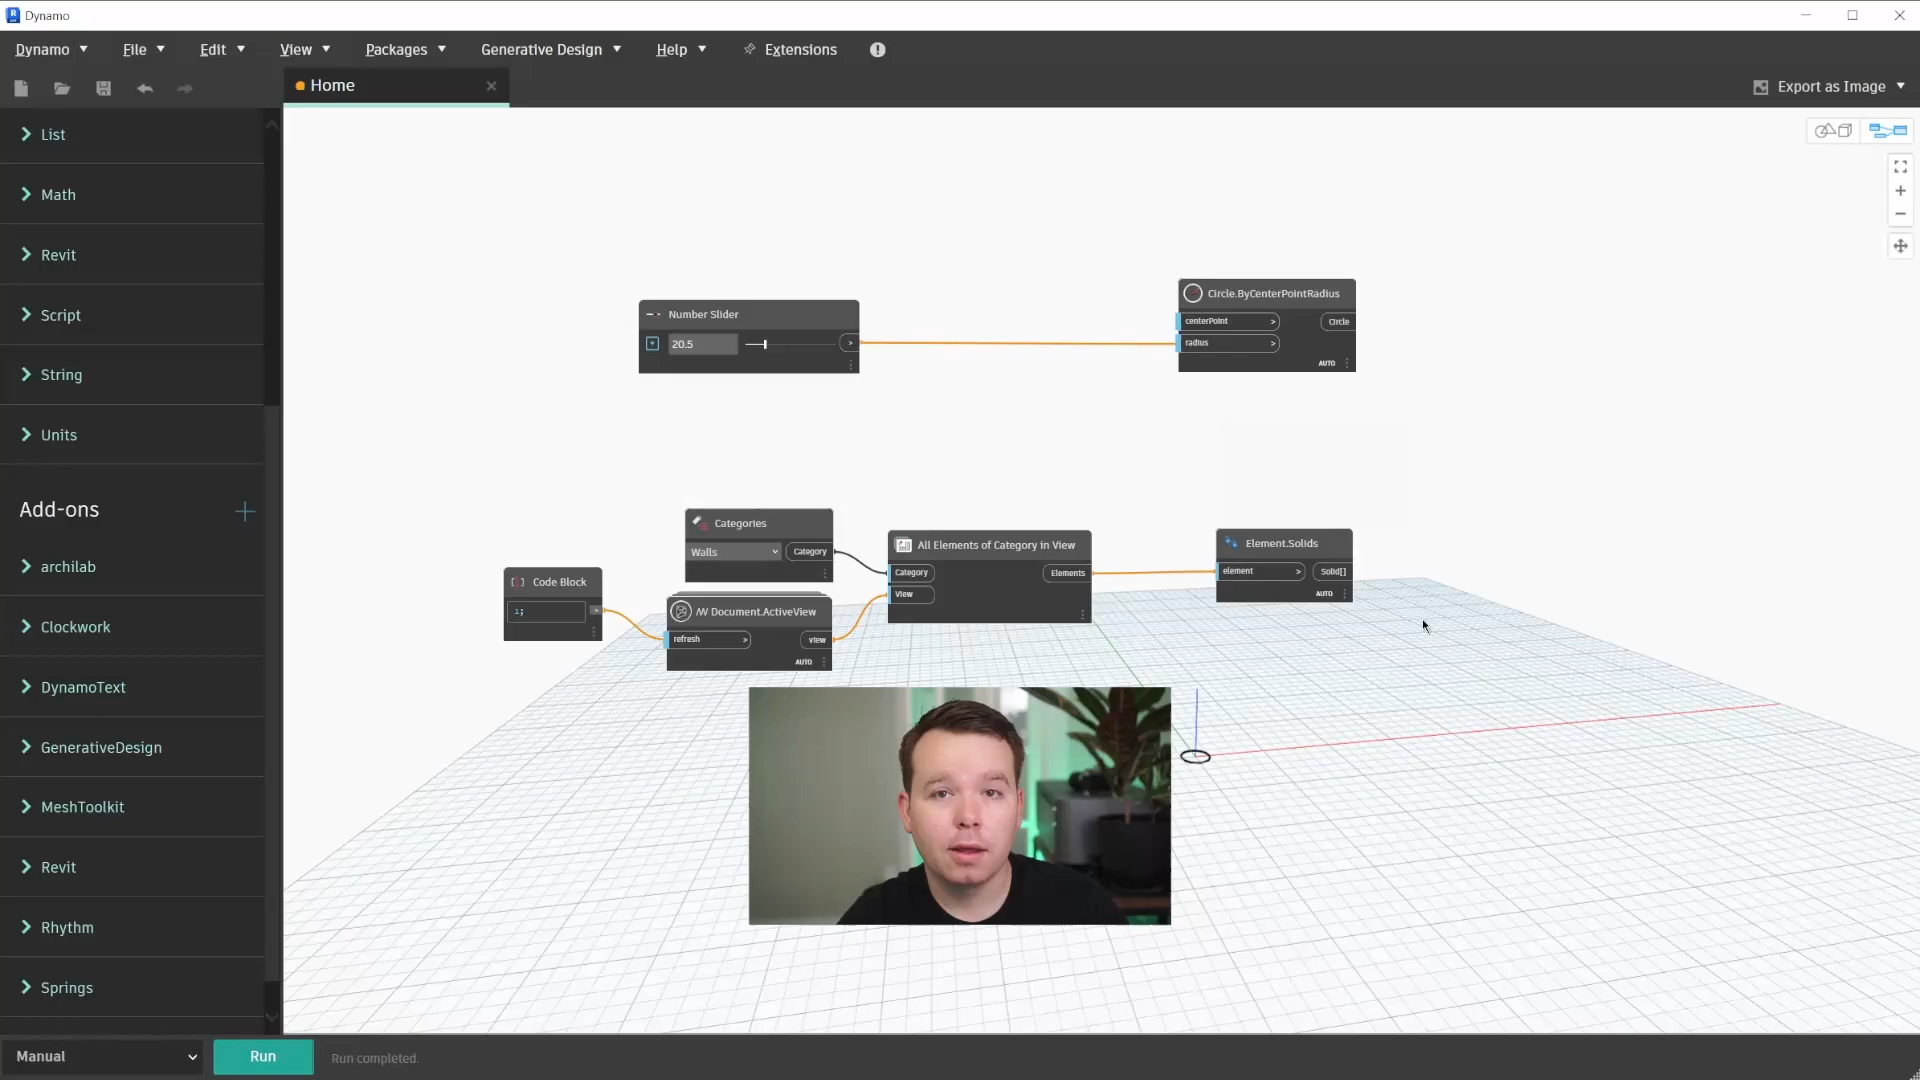 Dynamo
Dynamo File Edit View Packages Generative Design Help Extensions
Home
Export as Image
List
Math
Revit
Script
String
Units
Add-ons
archilab
Clockwork
DynamoText
GenerativeDesign
MeshToolkit
Revit
Rhythm
Springs
Number Slider
20.5
>
Circle.ByCenterPointRadius
centerPoint > Circle
radius >
AUTO
Categories
Walls Category
Code Block
1; >
Document.ActiveView
refresh > view
AUTO
All Elements of Category in View
Category Elements
View
Element.Solids
element > Solid[]
AUTO
Manual Run Run completed.